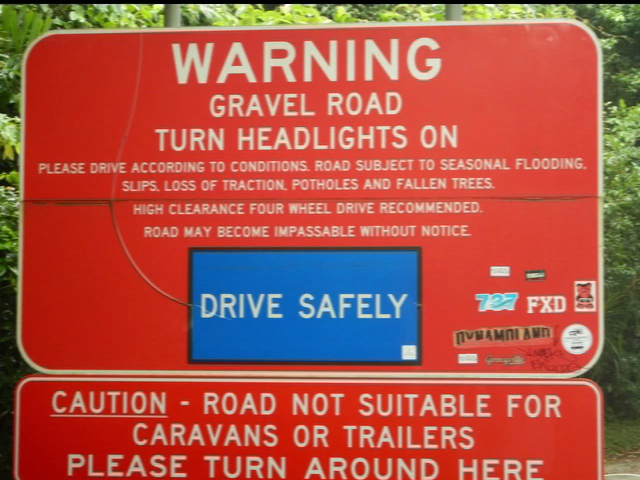 WARNING
GRAVEL ROAD
TURN HEADLIGHTS ON
PLEASE DRIVE ACCORDING TO CONDITIONS. ROAD SUBJECT TO SEASONAL FLOODING,
SLIPS, LOSS OF TRACTION, POTHOLES AND FALLEN TREES.
HIGH CLEARANCE FOUR WHEEL DRIVE RECOMMENDED.
ROAD MAY BECOME IMPASSABLE WITHOUT NOTICE.
DRIVE SAFELY
727 FXD
DYNAMOLAND
CAUTION - ROAD NOT SUITABLE FOR
CARAVANS OR TRAILERS
PLEASE TURN AROUND HERE